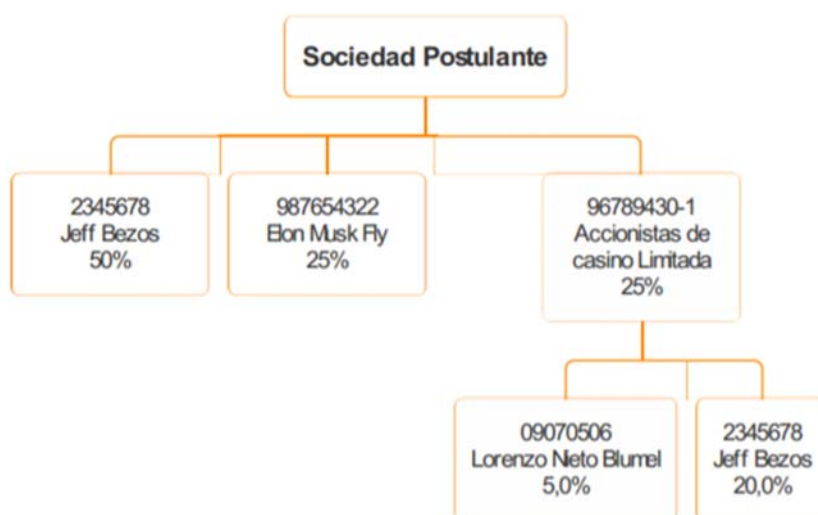 Sociedad Postulante
2345678
Jeff Bezos
50%
987654322
Elon Musk Fly
25%
96789430-1
Accionistas de
casino Limitada
25%
09070506
Lorenzo Nieto Blumel
5,0%
2345678
Jeff Bezos
20,0%